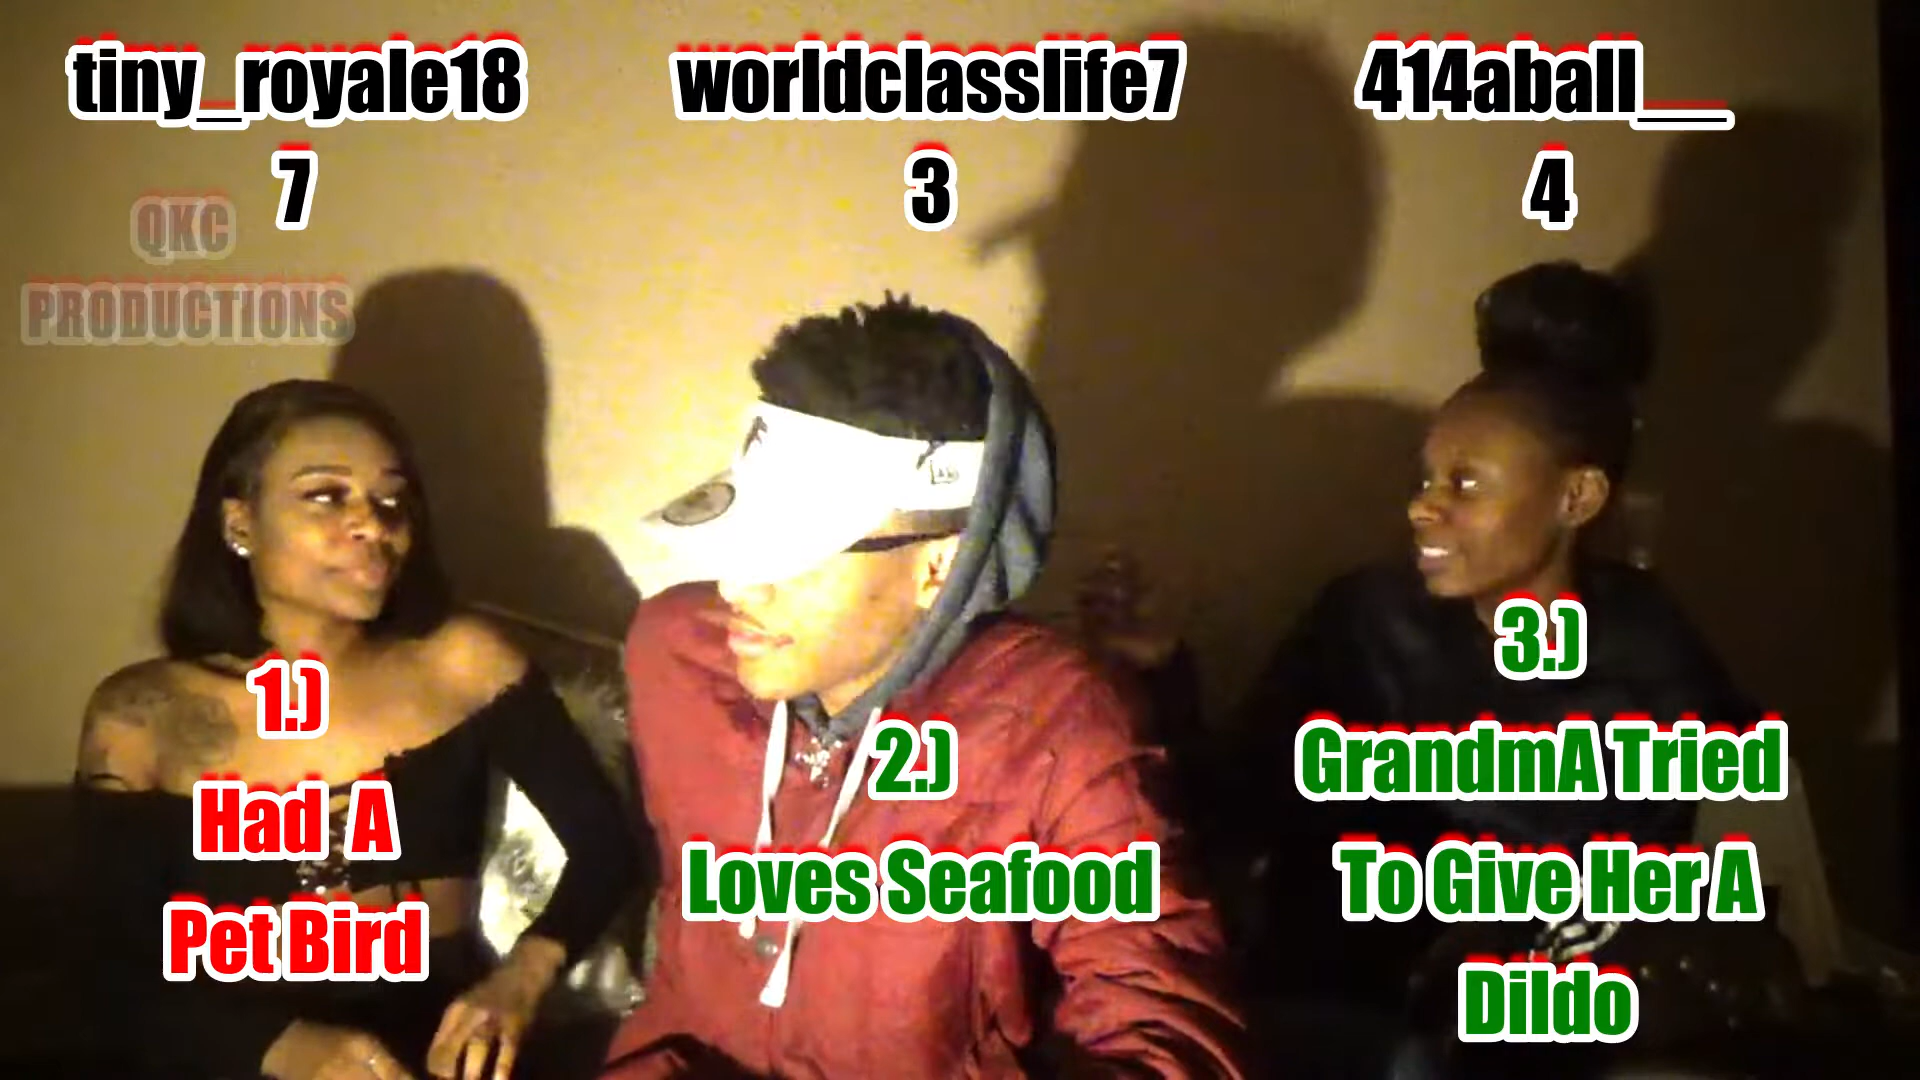 tiny_royale18
7
worldclasslife7
3
414aball__
4
QKC
PRODUCTIONS
1.)
Had A
Pet Bird
2.)
Loves Seafood
3.)
GrandmA Tried
To Give Her A
Dildo